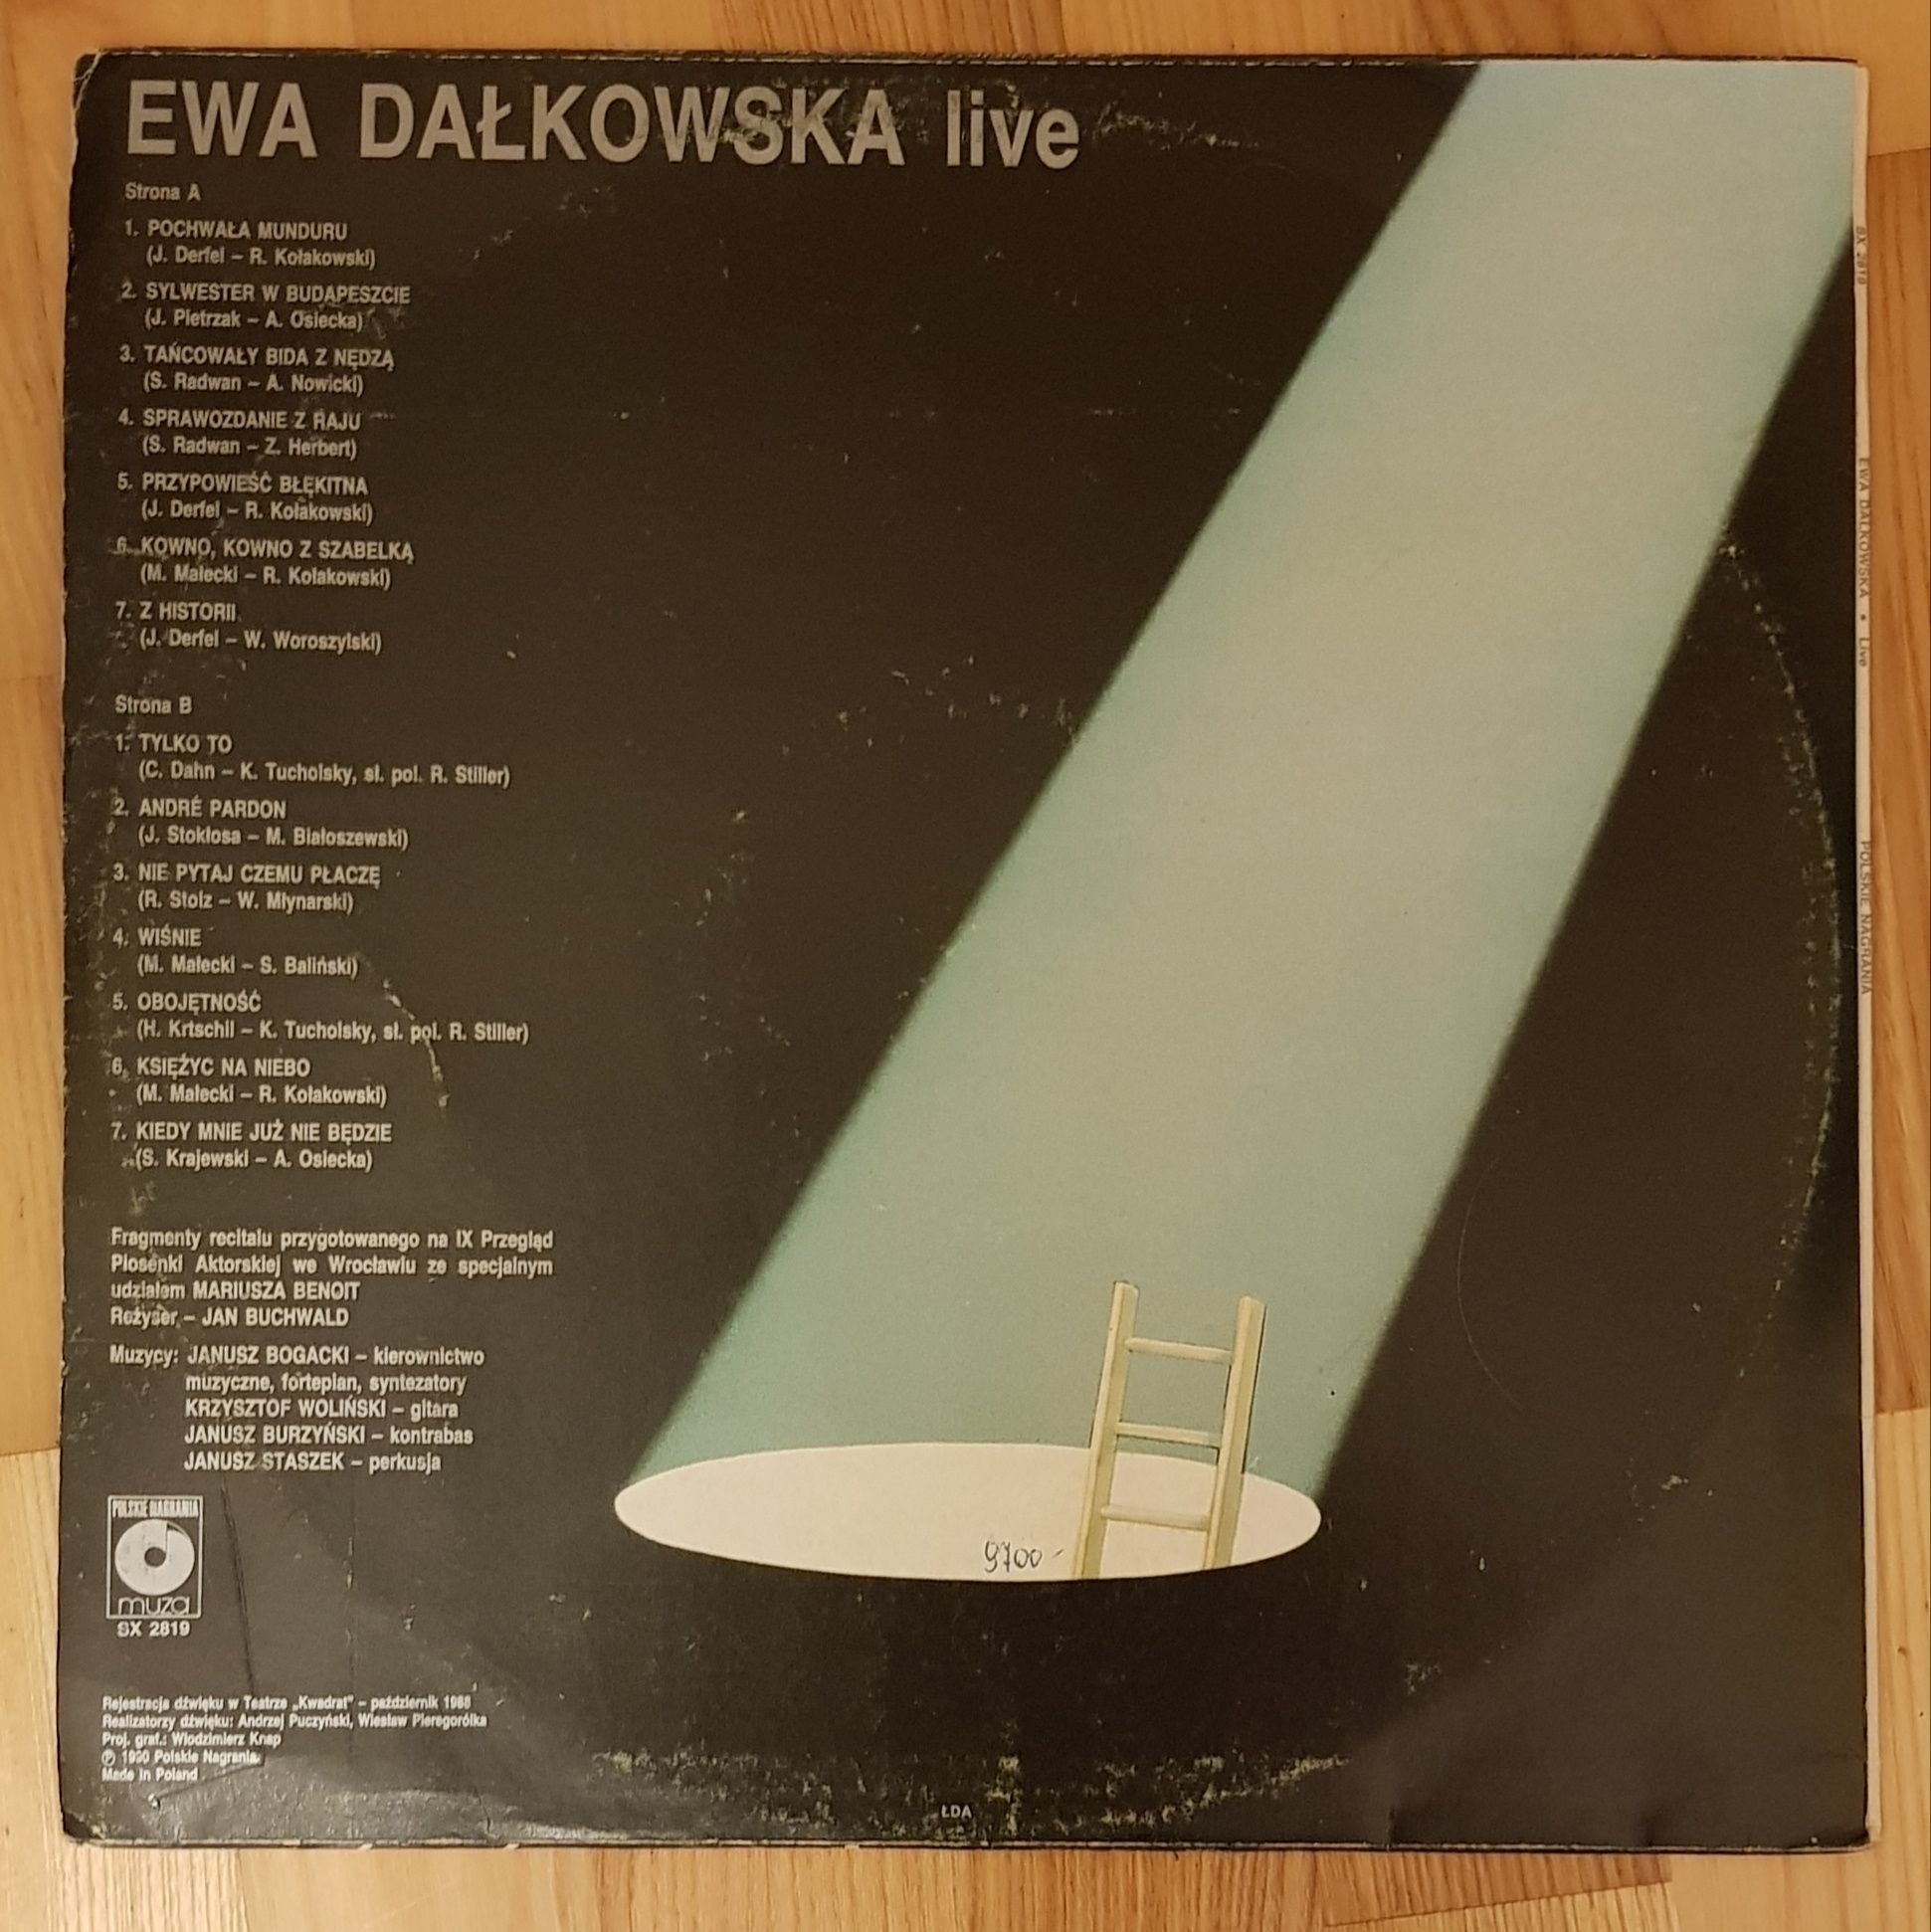 EWA DAŁKOWSKA live
Strona A
1. POCHWAŁA MUNDURU
(J. Derfel – R. Kołakowski)
2. SYLWESTER W BUDAPESZCIE
(J. Pietrzak – A. Osiecka)
3. TAŃCOWAŁY BIDA Z NĘDZĄ
(S. Radwan – A. Nowicki)
4. SPRAWOZDANIE Z RAJU
(S. Radwan – Z. Herbert)
5. PRZYPOWIEŚĆ BŁĘKITNA
(J. Derfel – R. Kołakowski)
6. KOWNO, KOWNO Z SZABELKĄ
(M. Małecki – R. Kołakowski)
7. Z HISTORII
(J. Derfel – W. Woroszylski)
Strona B
1. TYLKO TO
(C. Dahn – K. Tucholsky, sł. pol. R. Stiller)
2. ANDRÉ PARDON
(J. Stokłosa – M. Białoszewski)
3. NIE PYTAJ CZEMU PŁACZĘ
(R. Stolz – W. Młynarski)
4. WIŚNIE
(M. Małecki – S. Baliński)
5. OBOJĘTNOŚĆ
(H. Krtschil – K. Tucholsky, sł. pol. R. Stiller)
6. KSIĘŻYC NA NIEBO
(M. Małecki – R. Kołakowski)
7. KIEDY MNIE JUŻ NIE BĘDZIE
(S. Krajewski – A. Osiecka)
Fragmenty recitalu przygotowanego na IX Przegląd
Piosenki Aktorskiej we Wrocławiu ze specjalnym
udziałem MARIUSZA BENOIT
Reżyser – JAN BUCHWALD
Muzycy: JANUSZ BOGACKI – kierownictwo
muzyczne, fortepian, syntezatory
KRZYSZTOF WOLIŃSKI – gitara
JANUSZ BURZYŃSKI – kontrabas
JANUSZ STASZEK – perkusja
POLSKIE NAGRANIA
muza
SX 2819
Rejestracja dźwięku w Teatrze „Kwadrat” – październik 1988
Realizatorzy dźwięku: Andrzej Puczyński, Wiesław Pieregorólka
Proj. graf.: Włodzimierz Knap
℗ 1990 Polskie Nagrania
Made in Poland
9700 -
ŁDA
SX 2819
EWA DAŁKOWSKA • Live
POLSKIE NAGRANIA